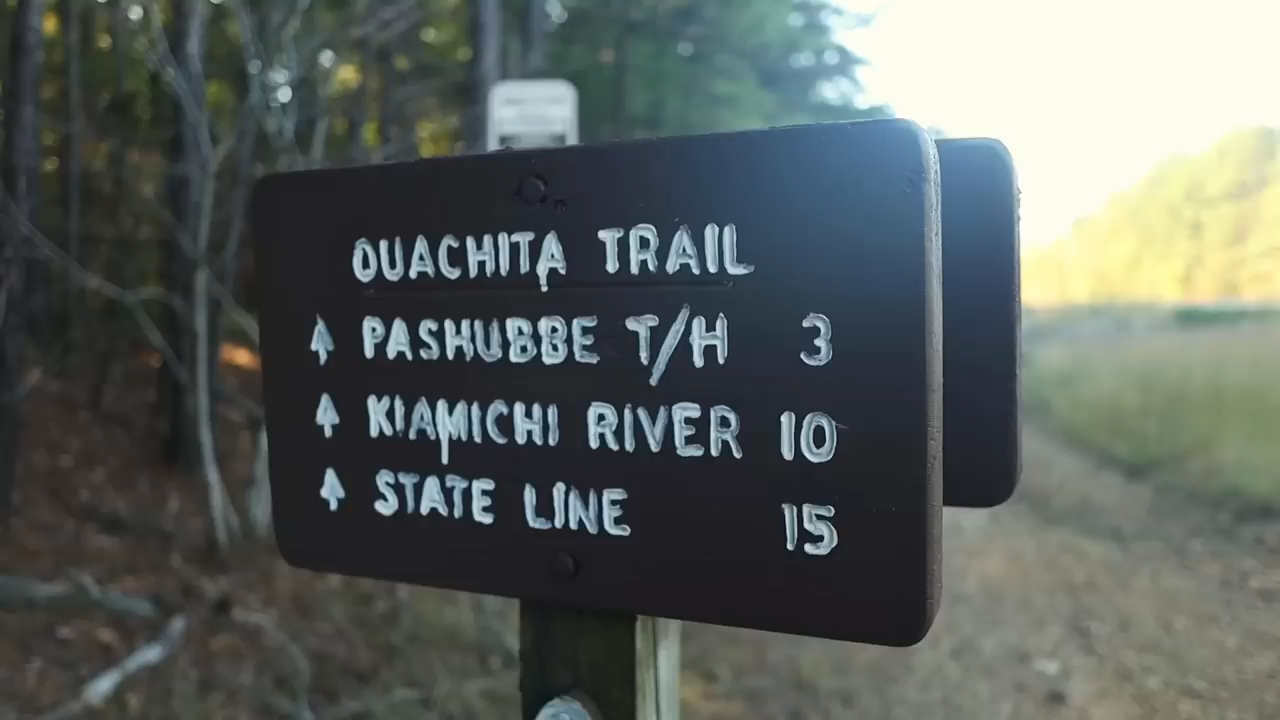 OUACHITA TRAIL
↑ PASHUBBE T/H 3
↑ KIAMICHI RIVER 10
↑ STATE LINE 15